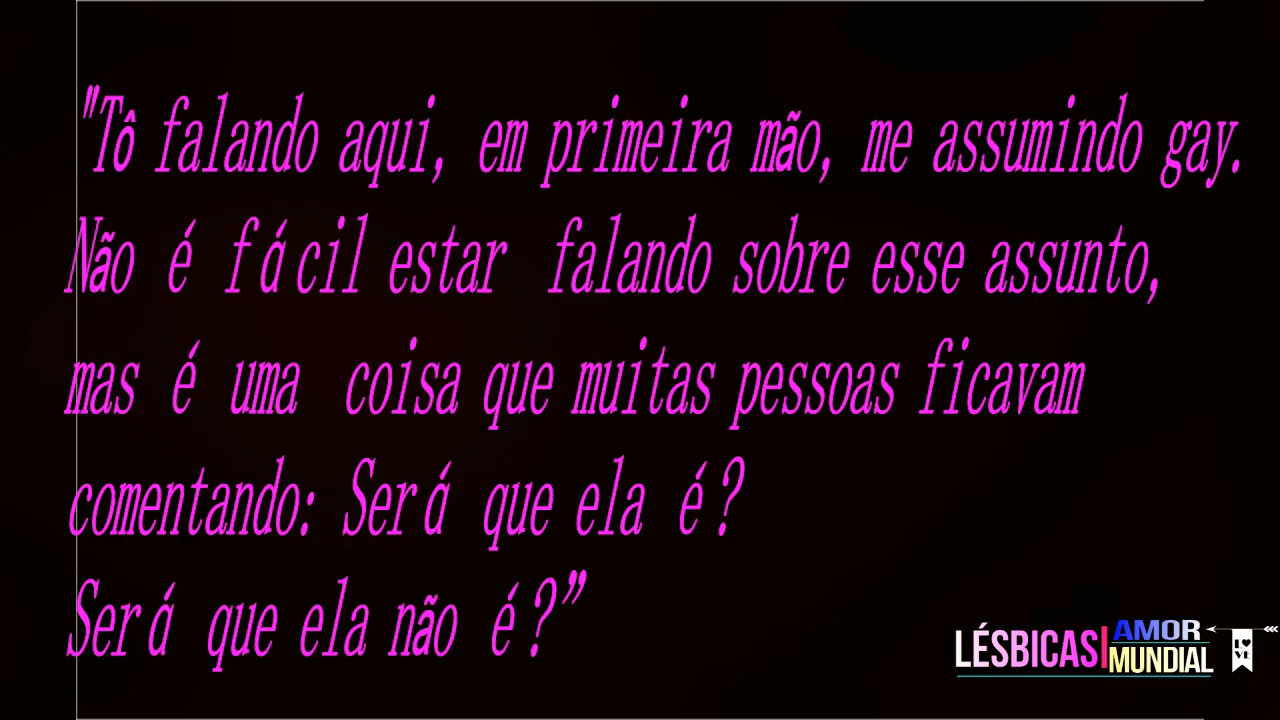 "Tô falando aqui, em primeira mão, me assumindo gay.
Não é fácil estar falando sobre esse assunto,
mas é uma coisa que muitas pessoas ficavam
comentando: Será que ela é?
Será que ela não é?”
LÉSBICAS AMOR
MUNDIAL
LOVE